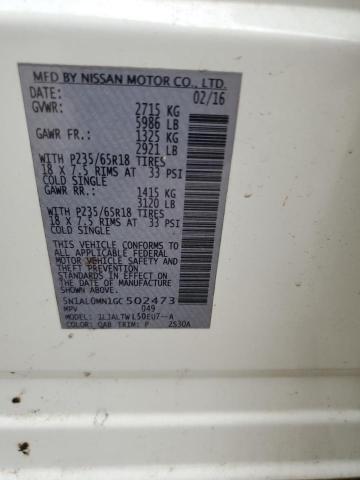 MFD BY NISSAN MOTOR CO., LTD.
DATE: 02/16
GVWR: 2715 KG
5986 LB
GAWR FR.: 1325 KG
2921 LB
WITH P235/65R18 TIRES
18 X 7.5 RIMS AT 33 PSI
COLD SINGLE
GAWR RR.: 1415 KG
3120 LB
WITH P235/65R18 TIRES
18 X 7.5 RIMS AT 33 PSI
COLD SINGLE
THIS VEHICLE CONFORMS TO
ALL APPLICABLE FEDERAL
MOTOR VEHICLE SAFETY AND
THEFT PREVENTION
STANDARDS IN EFFECT ON
THE DATE OF MANUFACTURE
SHOWN ABOVE.
5N1AL0MN1GC502473
MPV 049
MODEL: JLJALTWL50EU7--A
COLOR: QAB TRIM: P 2S30A